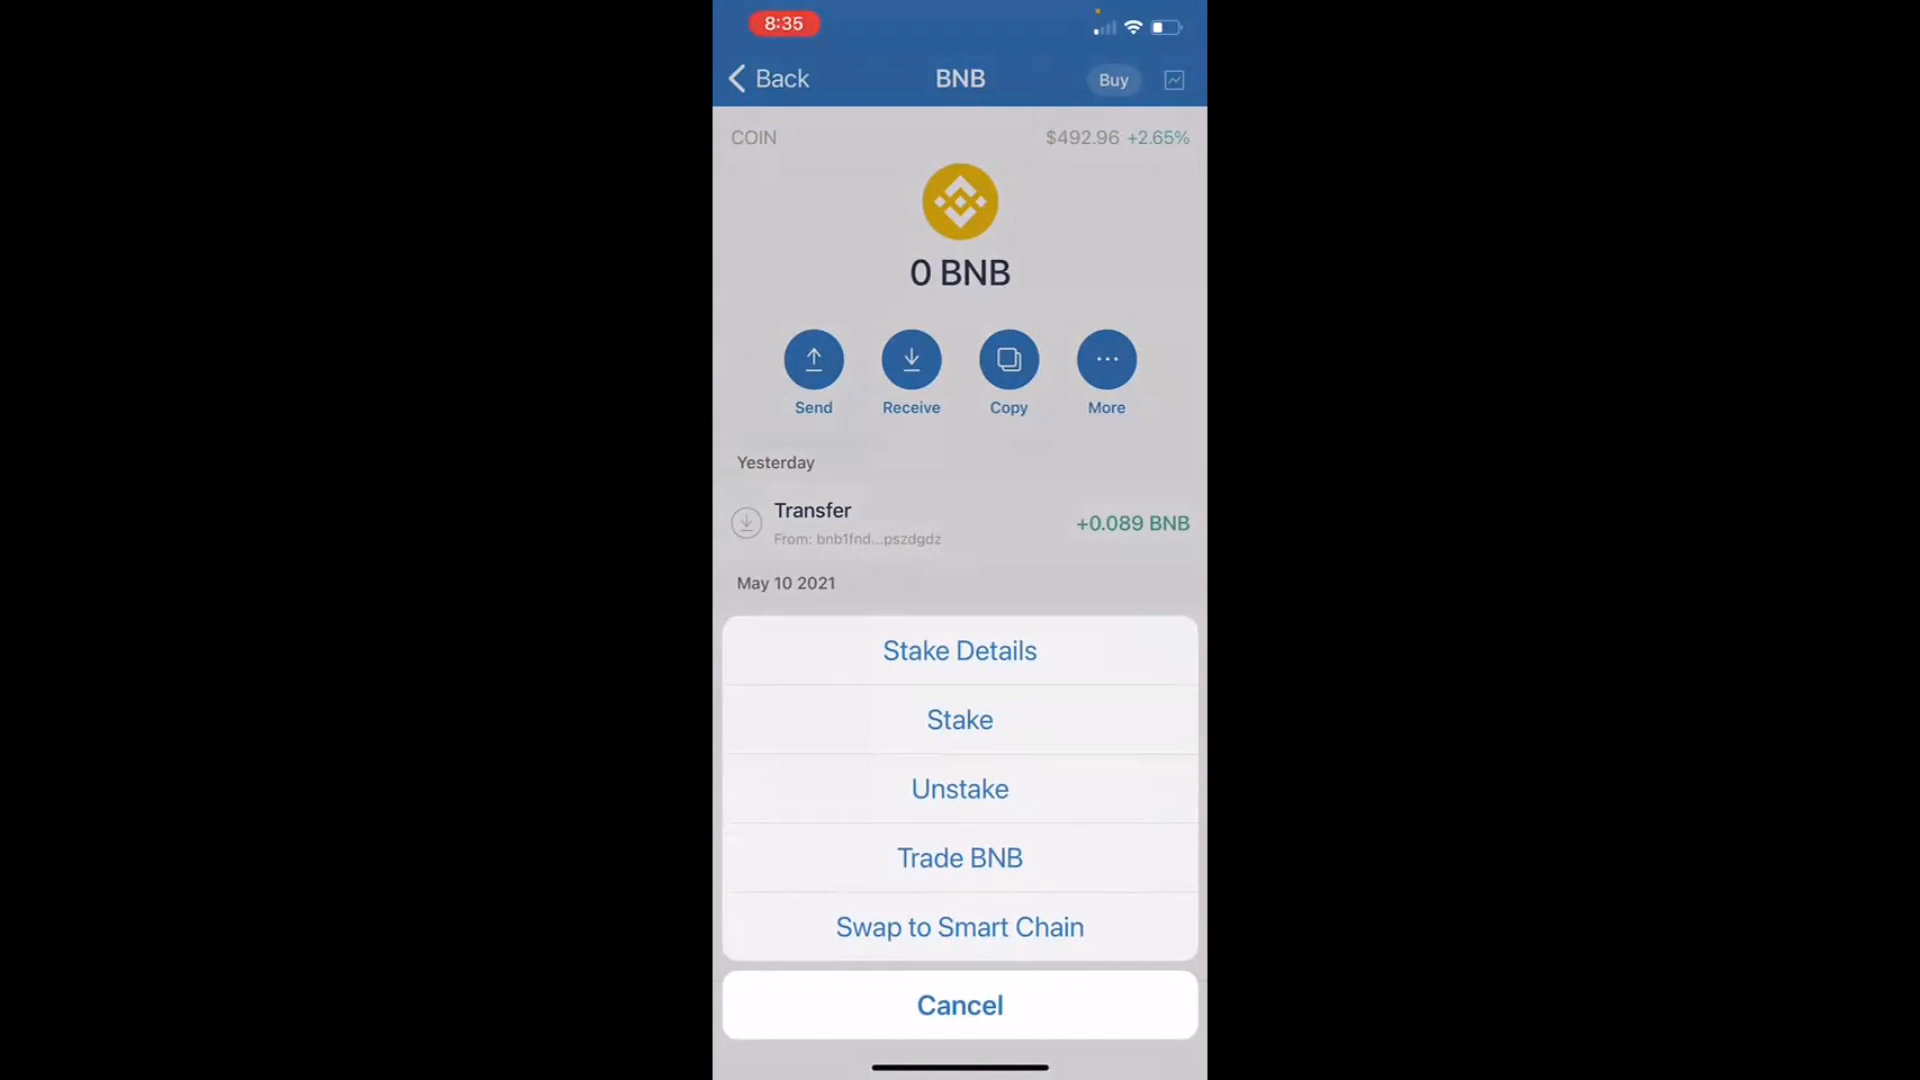 8:35
Back
BNB
Buy
COIN
$492.96 +2.65%
0 BNB
Send
Receive
Copy
More
Yesterday
Transfer
+0.089 BNB
From: bnb1fnd...pszdgdz
May 10 2021
Stake Details
Stake
Unstake
Trade BNB
Swap to Smart Chain
Cancel